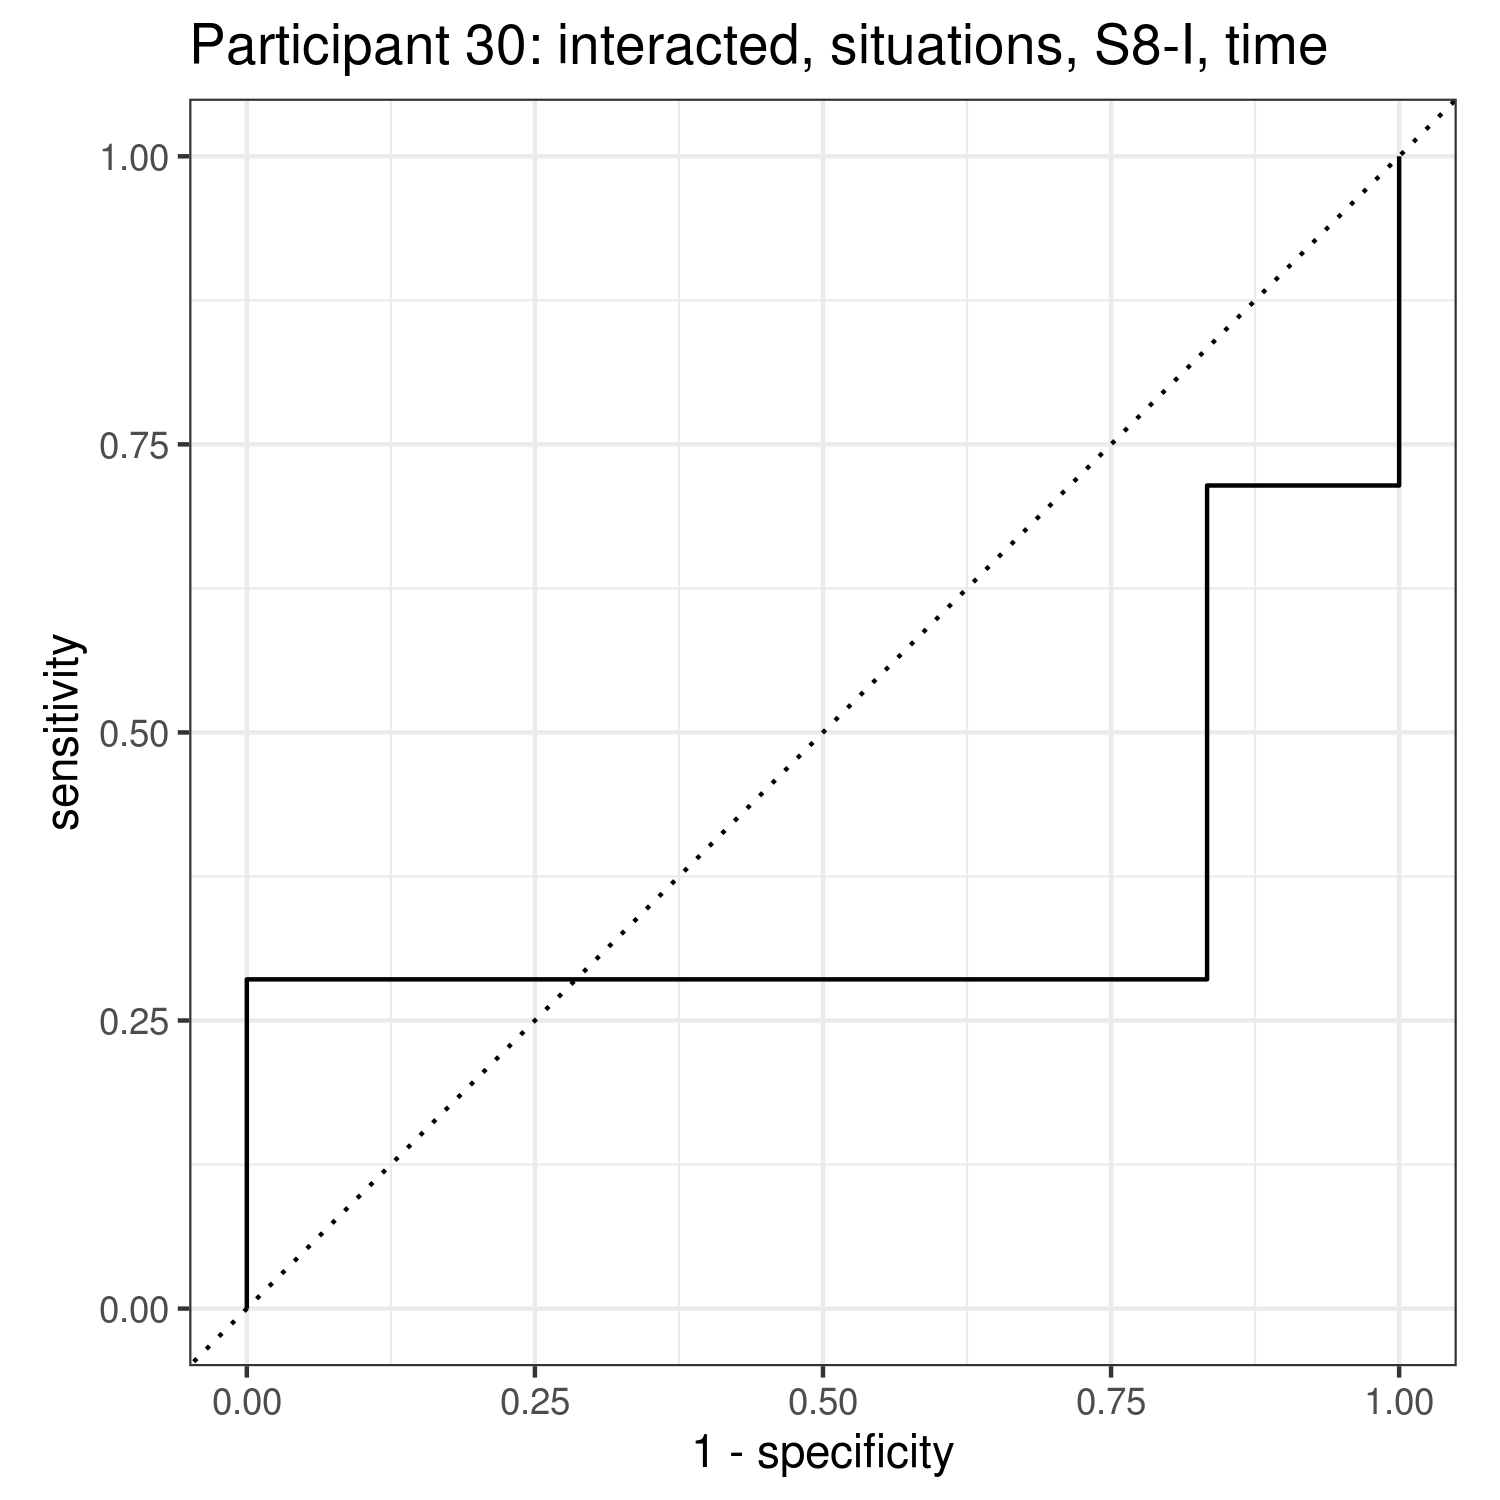 Participant 30: interacted, situations, S8-I, time
1.00
0.75
0.50
0.25
0.00
sensitivity
0.00 0.25 0.50 0.75 1.00
1 - specificity